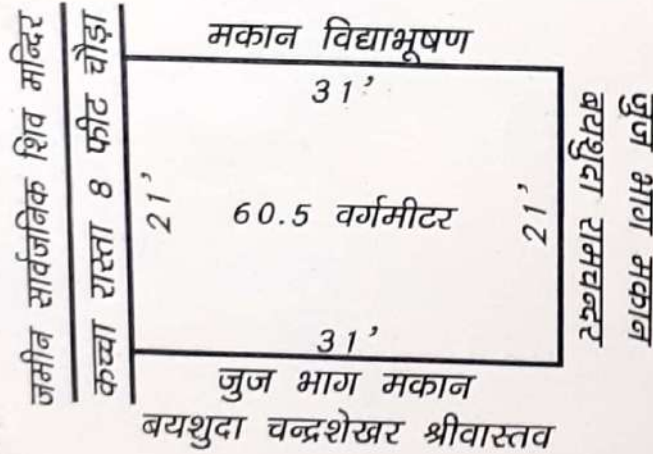 मकान विद्याभूषण
31’
जमीन सार्वजनिक शिव मन्दिर
कच्चा रास्ता 8 फीट चौड़ा
21’
60.5 वर्गमीटर
21’
जुज भाग मकान
बयशुदा रामचन्दर
31’
जुज भाग मकान
बयशुदा चन्द्रशेखर श्रीवास्तव